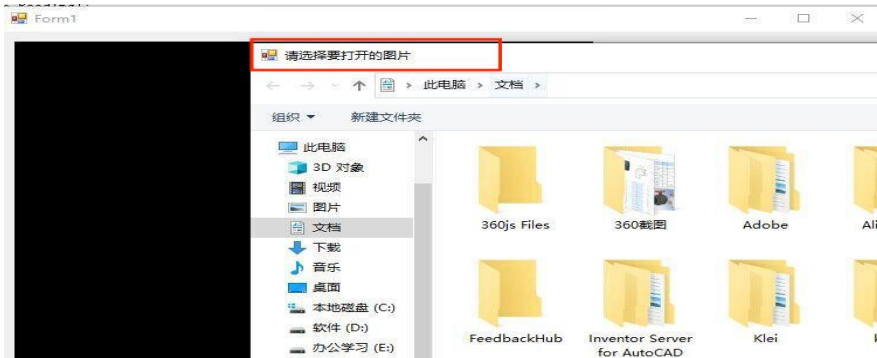 Form1
请选择要打开的图片
此电脑 > 文档 >
组织 新建文件夹
此电脑
3D 对象
视频
图片
文档
下载
音乐
桌面
本地磁盘 (C:)
软件 (D:)
办公学习 (E:)
360js Files
360截图
Adobe
Ali
FeedbackHub
Inventor Server
for AutoCAD
Klei